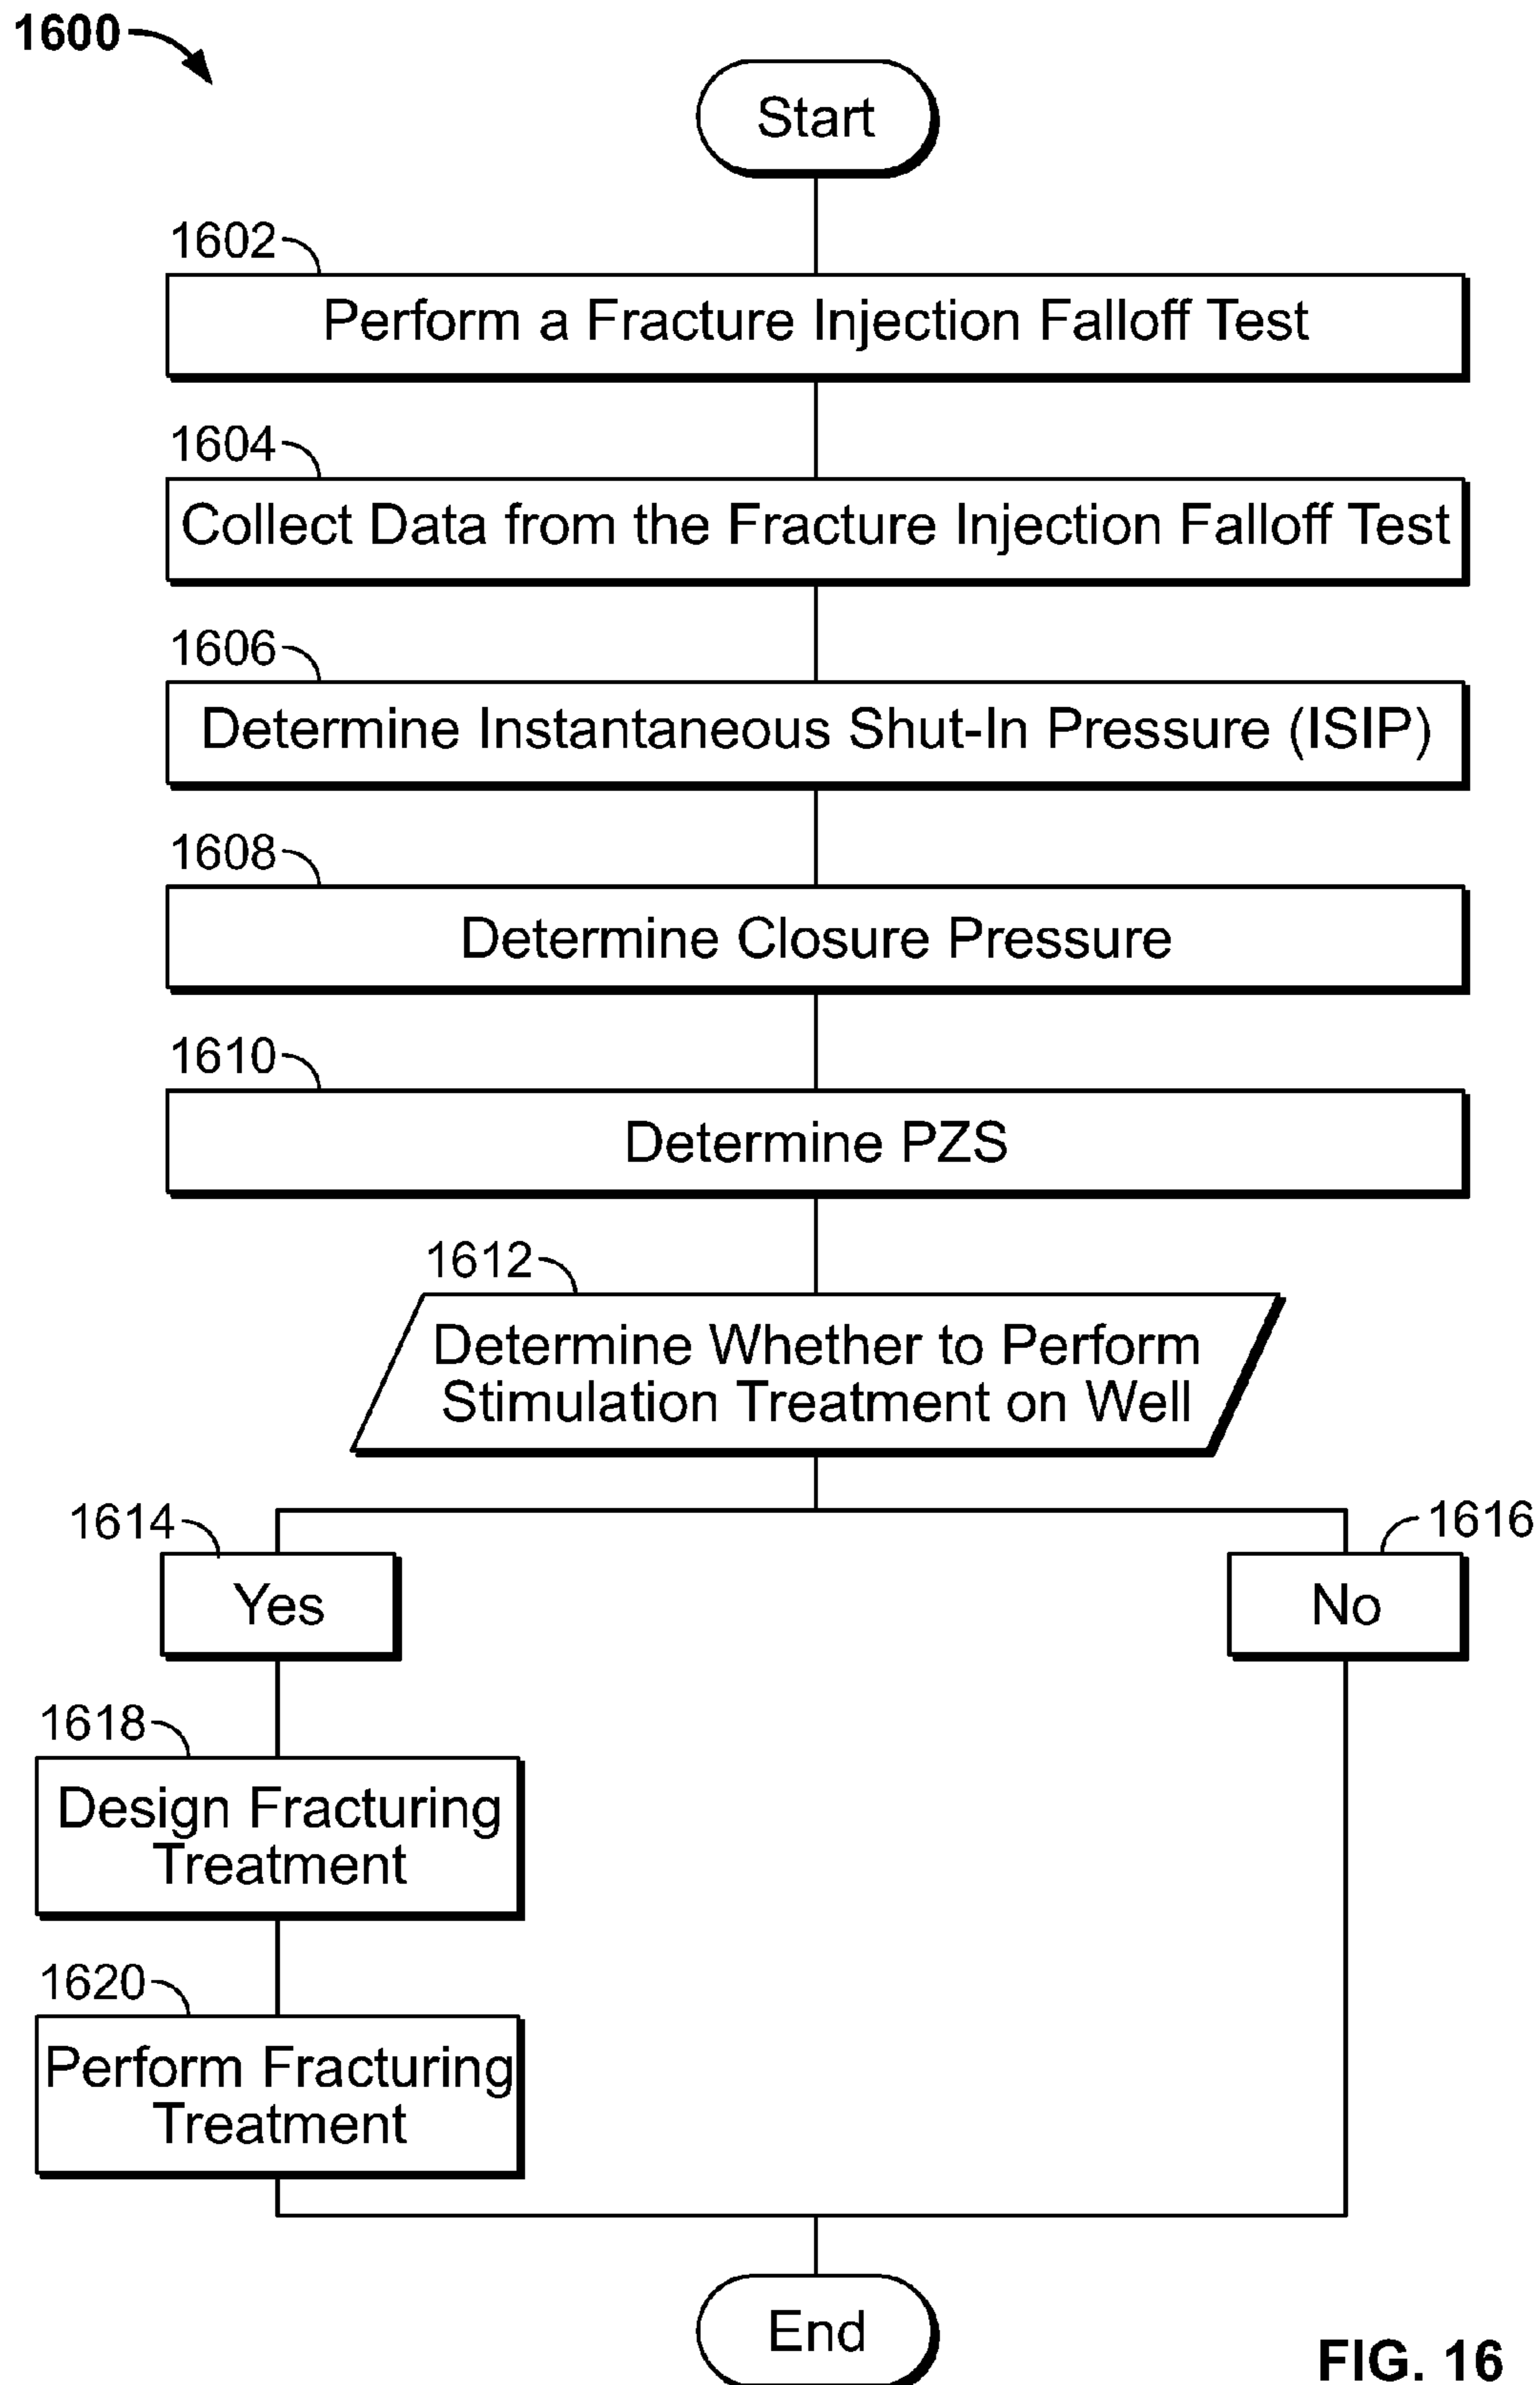 1600
Start
1602
Perform a Fracture Injection Falloff Test
1604
Collect Data from the Fracture Injection Falloff Test
1606
Determine Instantaneous Shut-In Pressure (ISIP)
1608
Determine Closure Pressure
1610
Determine PZS
1612
Determine Whether to Perform
Stimulation Treatment on Well
1614
1616
Yes
No
1618
Design Fracturing
Treatment
1620
Perform Fracturing
Treatment
End
FIG. 16